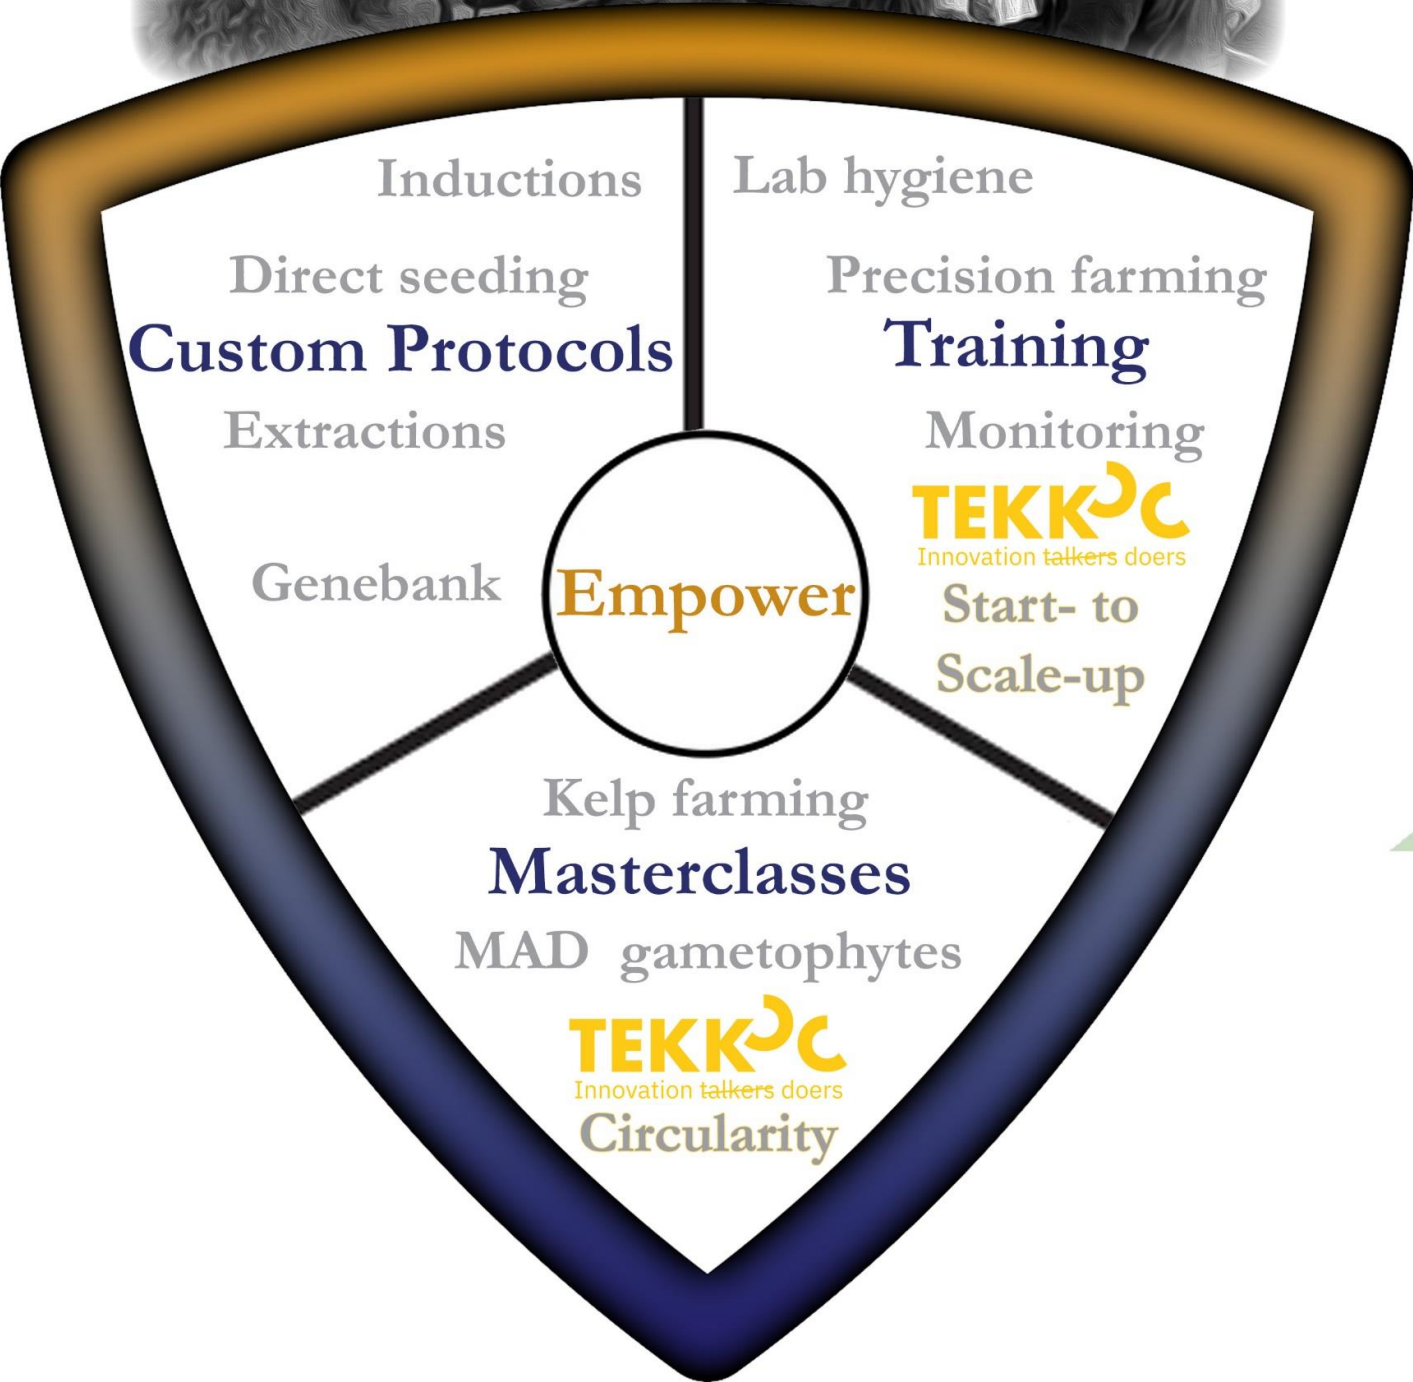 Inductions
Direct seeding
Custom Protocols
Extractions
Genebank
Lab hygiene
Precision farming
Training
Monitoring
TEKKOC
Innovation talkers doers
Start- to
Scale-up
Empower
Kelp farming
Masterclasses
MAD gametophytes
TEKKOC
Innovation talkers doers
Circularity